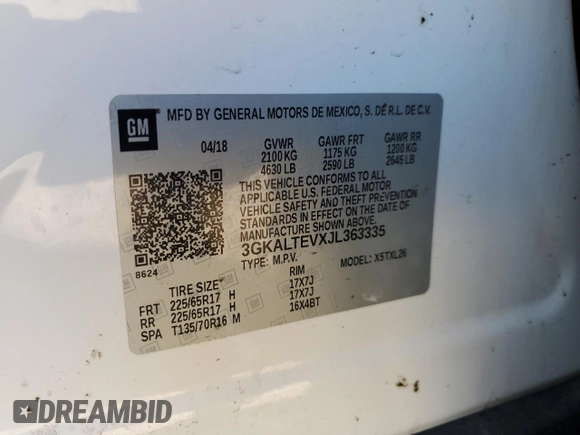 GM
MFD BY GENERAL MOTORS DE MEXICO, S. DE R.L. DE C.V.
04/18 GVWR GAWR FRT GAWR RR
2100 KG 1175 KG 1200 KG
4630 LB 2590 LB 2645 LB
THIS VEHICLE CONFORMS TO ALL
APPLICABLE U.S. FEDERAL MOTOR
VEHICLE SAFETY AND THEFT PREVENTION
STANDARDS IN EFFECT ON THE DATE OF
MANUFACTURE SHOWN ABOVE.
3GKALTEVXJL363335
8624
TYPE: M.P.V. MODEL: X5TXL26
TIRE SIZE RIM
FRT 225/65R17 H 17X7J
RR 225/65R17 H 17X7J
SPA T135/70R16 M 16X4BT
DREAMBID